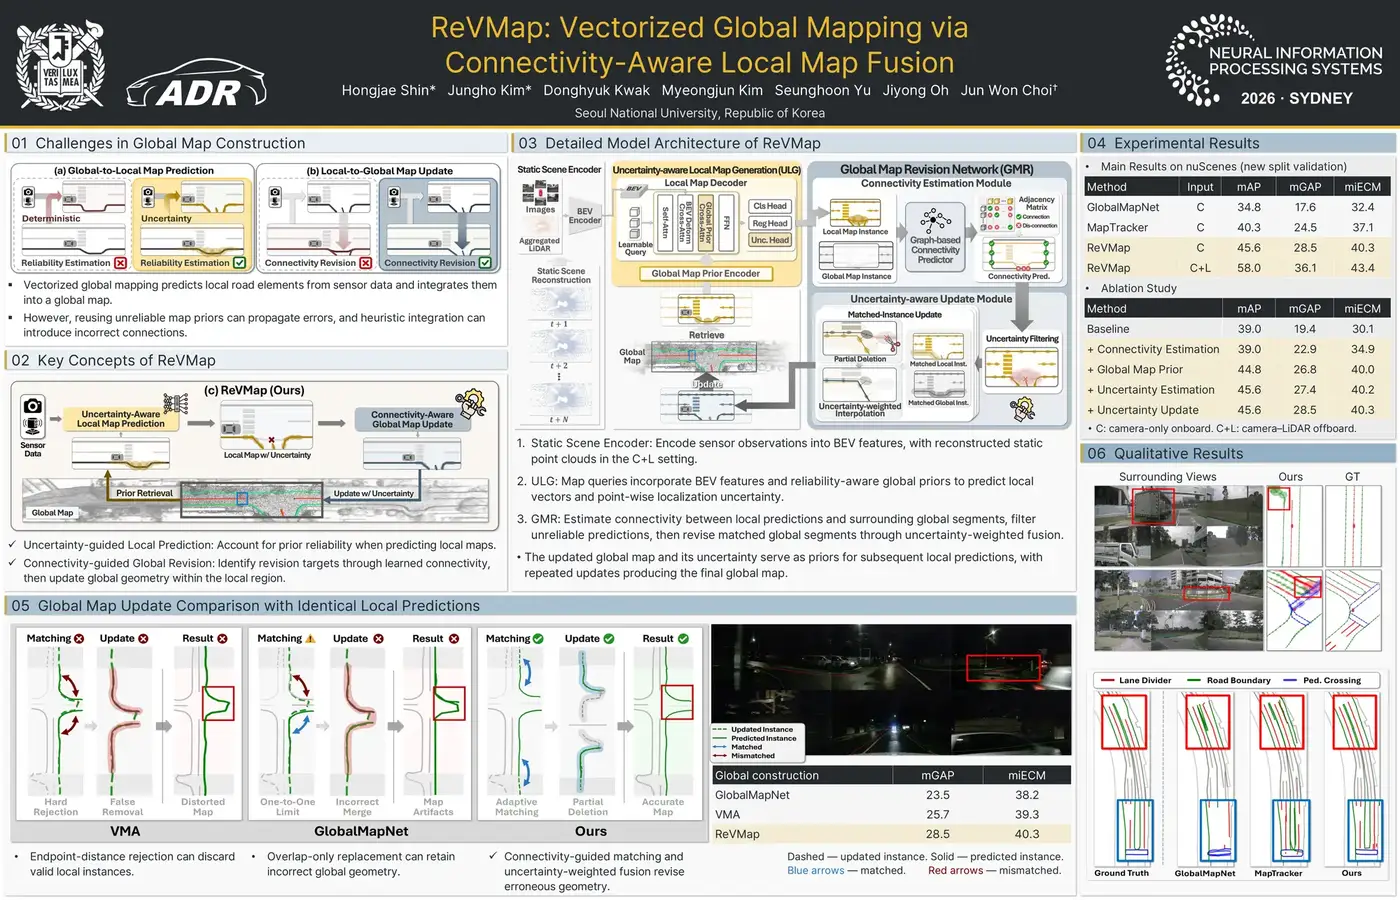 ReVMap: Vectorized Global Mapping via
Connectivity-Aware Local Map Fusion
Hongjae Shin* Jungho Kim* Donghyuk Kwak Myeongjun Kim Seunghoon Yu Jiyong Oh Jun Won Choi†
Seoul National University, Republic of Korea
VERI LUX
TAS MEA
ADR
NEURAL INFORMATION
PROCESSING SYSTEMS
2026 · SYDNEY
01 Challenges in Global Map Construction
(a) Global-to-Local Map Prediction
Deterministic
Uncertainty
Reliability Estimation
Reliability Estimation
(b) Local-to-Global Map Update
Connectivity Revision
Connectivity Revision
▪ Vectorized global mapping predicts local road elements from sensor data and integrates them
into a global map.
▪ However, reusing unreliable map priors can propagate errors, and heuristic integration can
introduce incorrect connections.
02 Key Concepts of ReVMap
(c) ReVMap (Ours)
Sensor
Data
Uncertainty-Aware
Local Map Prediction
Local Map w/ Uncertainty
Connectivity-Aware
Global Map Update
Prior Retrieval
Update w/ Uncertainty
Global Map
✓ Uncertainty-guided Local Prediction: Account for prior reliability when predicting local maps.
✓ Connectivity-guided Global Revision: Identify revision targets through learned connectivity,
then update global geometry within the local region.
03 Detailed Model Architecture of ReVMap
Static Scene Encoder
Images
Aggregated
LiDAR
BEV
Encoder
Static Scene
Reconstruction
t + 1
t + 2
t + N
Uncertainty-aware Local Map Generation (ULG)
Local Map Decoder
BEV
Learnable
Query
Self-Attn
BEV Deform
Cross-Attn
Global Prior
Cross-Attn
FFN
Cls Head
Reg Head
Unc. Head
Global Map Prior Encoder
Retrieve
Global
Map
Update
Global Map Revision Network (GMR)
Connectivity Estimation Module
Local Map Instance
Global Map Instance
Graph-based
Connectivity
Predictor
Adjacency
Matrix
Connection
Dis-connection
Connectivity Pred.
Uncertainty-aware Update Module
Matched-Instance Update
Partial Deletion
Uncertainty-weighted
Interpolation
Matched Local Inst.
Matched Global Inst.
Uncertainty Filtering
1. Static Scene Encoder: Encode sensor observations into BEV features, with reconstructed static
point clouds in the C+L setting.
2. ULG: Map queries incorporate BEV features and reliability-aware global priors to predict local
vectors and point-wise localization uncertainty.
3. GMR: Estimate connectivity between local predictions and surrounding global segments, filter
unreliable predictions, then revise matched global segments through uncertainty-weighted fusion.
• The updated global map and its uncertainty serve as priors for subsequent local predictions, with
repeated updates producing the final global map.
04 Experimental Results
• Main Results on nuScenes (new split validation)
Method Input mAP mGAP miECM
GlobalMapNet C 34.8 17.6 32.4
MapTracker C 40.3 24.5 37.1
ReVMap C 45.6 28.5 40.3
ReVMap C+L 58.0 36.1 43.4
• Ablation Study
Method mAP mGAP miECM
Baseline 39.0 19.4 30.1
+ Connectivity Estimation 39.0 22.9 34.9
+ Global Map Prior 44.8 26.8 40.0
+ Uncertainty Estimation 45.6 27.4 40.2
+ Uncertainty Update 45.6 28.5 40.3
• C: camera-only onboard. C+L: camera–LiDAR offboard.
05 Global Map Update Comparison with Identical Local Predictions
Matching Update Result
Hard
Rejection
False
Removal
Distorted
Map
VMA
Matching Update Result
One-to-One
Limit
Incorrect
Merge
Map
Artifacts
GlobalMapNet
Matching Update Result
Adaptive
Matching
Partial
Deletion
Accurate
Map
Ours
Updated Instance
Predicted Instance
Matched
Mismatched
Global construction mGAP miECM
GlobalMapNet 23.5 38.2
VMA 25.7 39.3
ReVMap 28.5 40.3
• Endpoint-distance rejection can discard
valid local instances.
• Overlap-only replacement can retain
incorrect global geometry.
✓ Connectivity-guided matching and
uncertainty-weighted fusion revise
erroneous geometry.
Dashed — updated instance. Solid — predicted instance.
Blue arrows — matched. Red arrows — mismatched.
06 Qualitative Results
Surrounding Views Ours GT
Lane Divider Road Boundary Ped. Crossing
Ground Truth GlobalMapNet MapTracker Ours